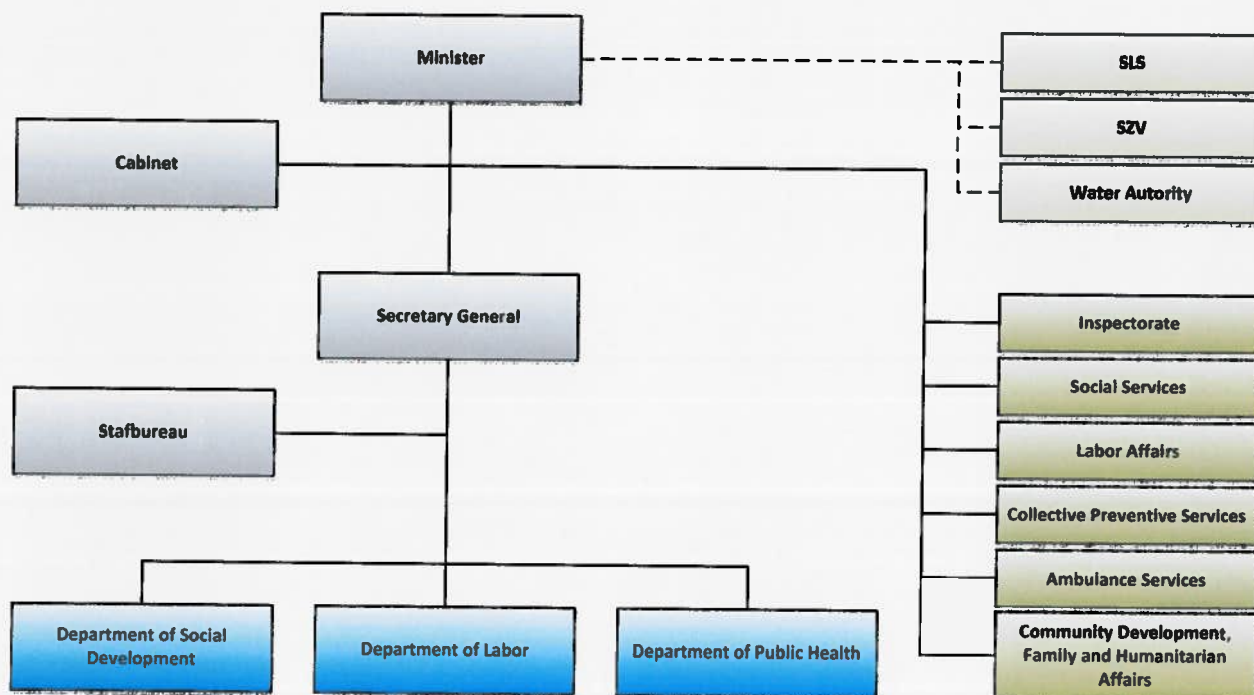 Minister
SLS
SZV
Cabinet
Water Autority
Secretary General
Inspectorate
Social Services
Stafbureau
Labor Affairs
Collective Preventive Services
Ambulance Services
Department of Social
Development
Department of Labor
Department of Public Health
Community Development,
Family and Humanitarian
Affairs